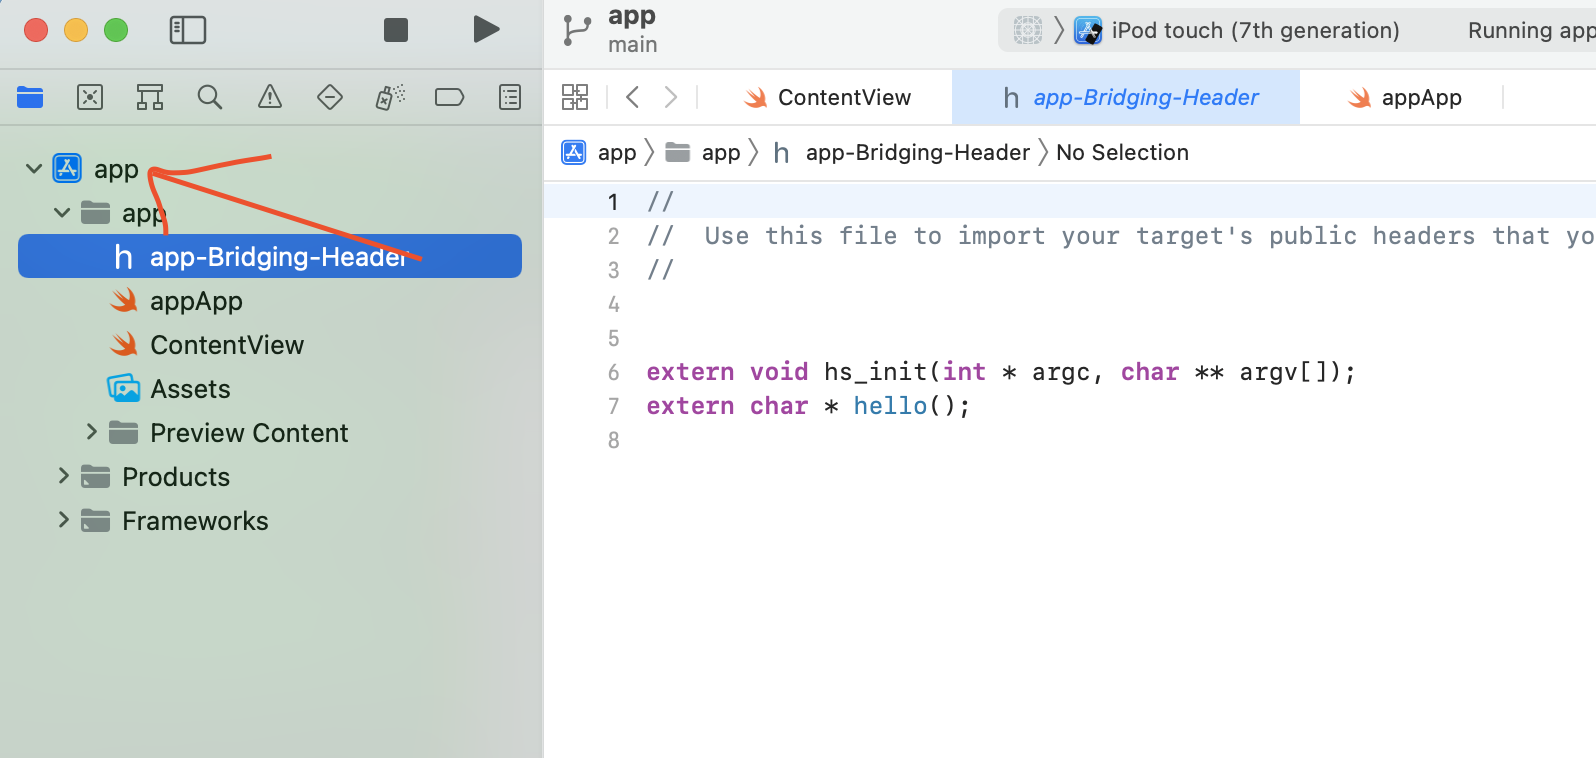 app
main
iPod touch (7th generation)
Running app
ContentView
h app-Bridging-Header
appApp
app
app
h app-Bridging-Header
No Selection
app
app
h app-Bridging-Header
appApp
ContentView
Assets
Preview Content
Products
Frameworks
1 //
2 //  Use this file to import your target's public headers that yo
3 //
4
5
6 extern void hs_init(int * argc, char ** argv[]);
7 extern char * hello();
8